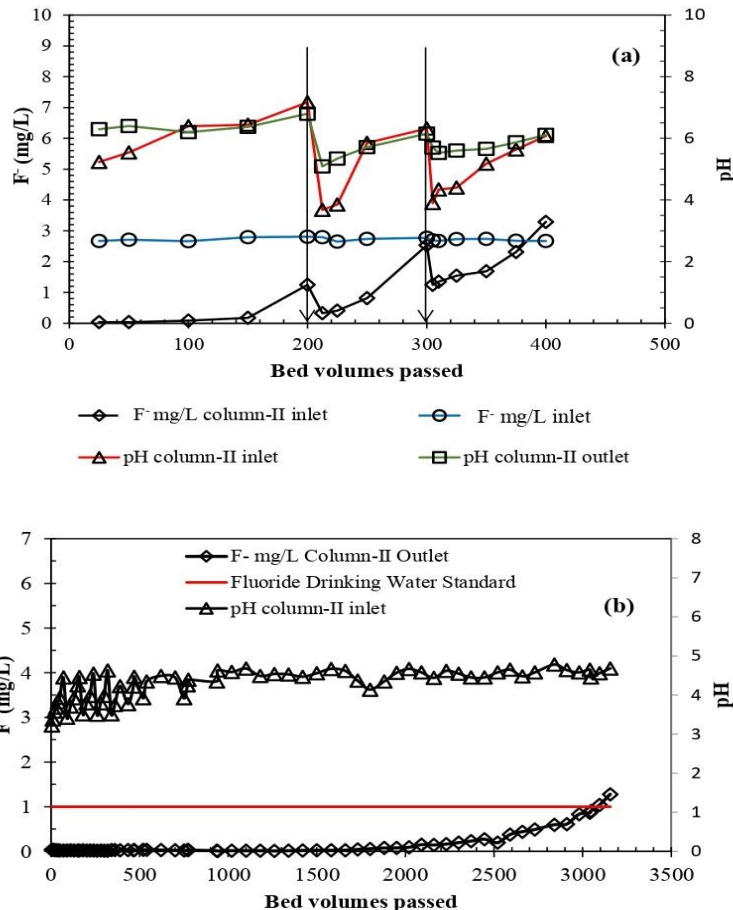 (a)
10
9
8
7
6
5
4
3
2
1
0
F⁻ (mg/L)
10
8
6
4
2
0
pH
0 100 200 300 400 500
Bed volumes passed
F⁻ mg/L column-II inlet
F⁻ mg/L inlet
pH column-II inlet
pH column-II outlet
(b)
F- mg/L Column-II Outlet
Fluoride Drinking Water Standard
pH column-II inlet
7
6
5
4
3
2
1
0
F (mg/L)
8
7
6
5
4
3
2
1
0
pH
0 500 1000 1500 2000 2500 3000 3500
Bed volumes passed